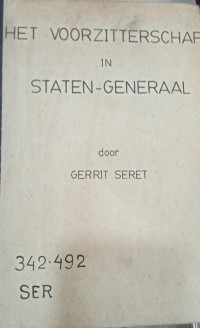 HET VOORZITTERSCHAP
IN
STATEN-GENERAAL
door
GERRIT SERET
342.492
SER